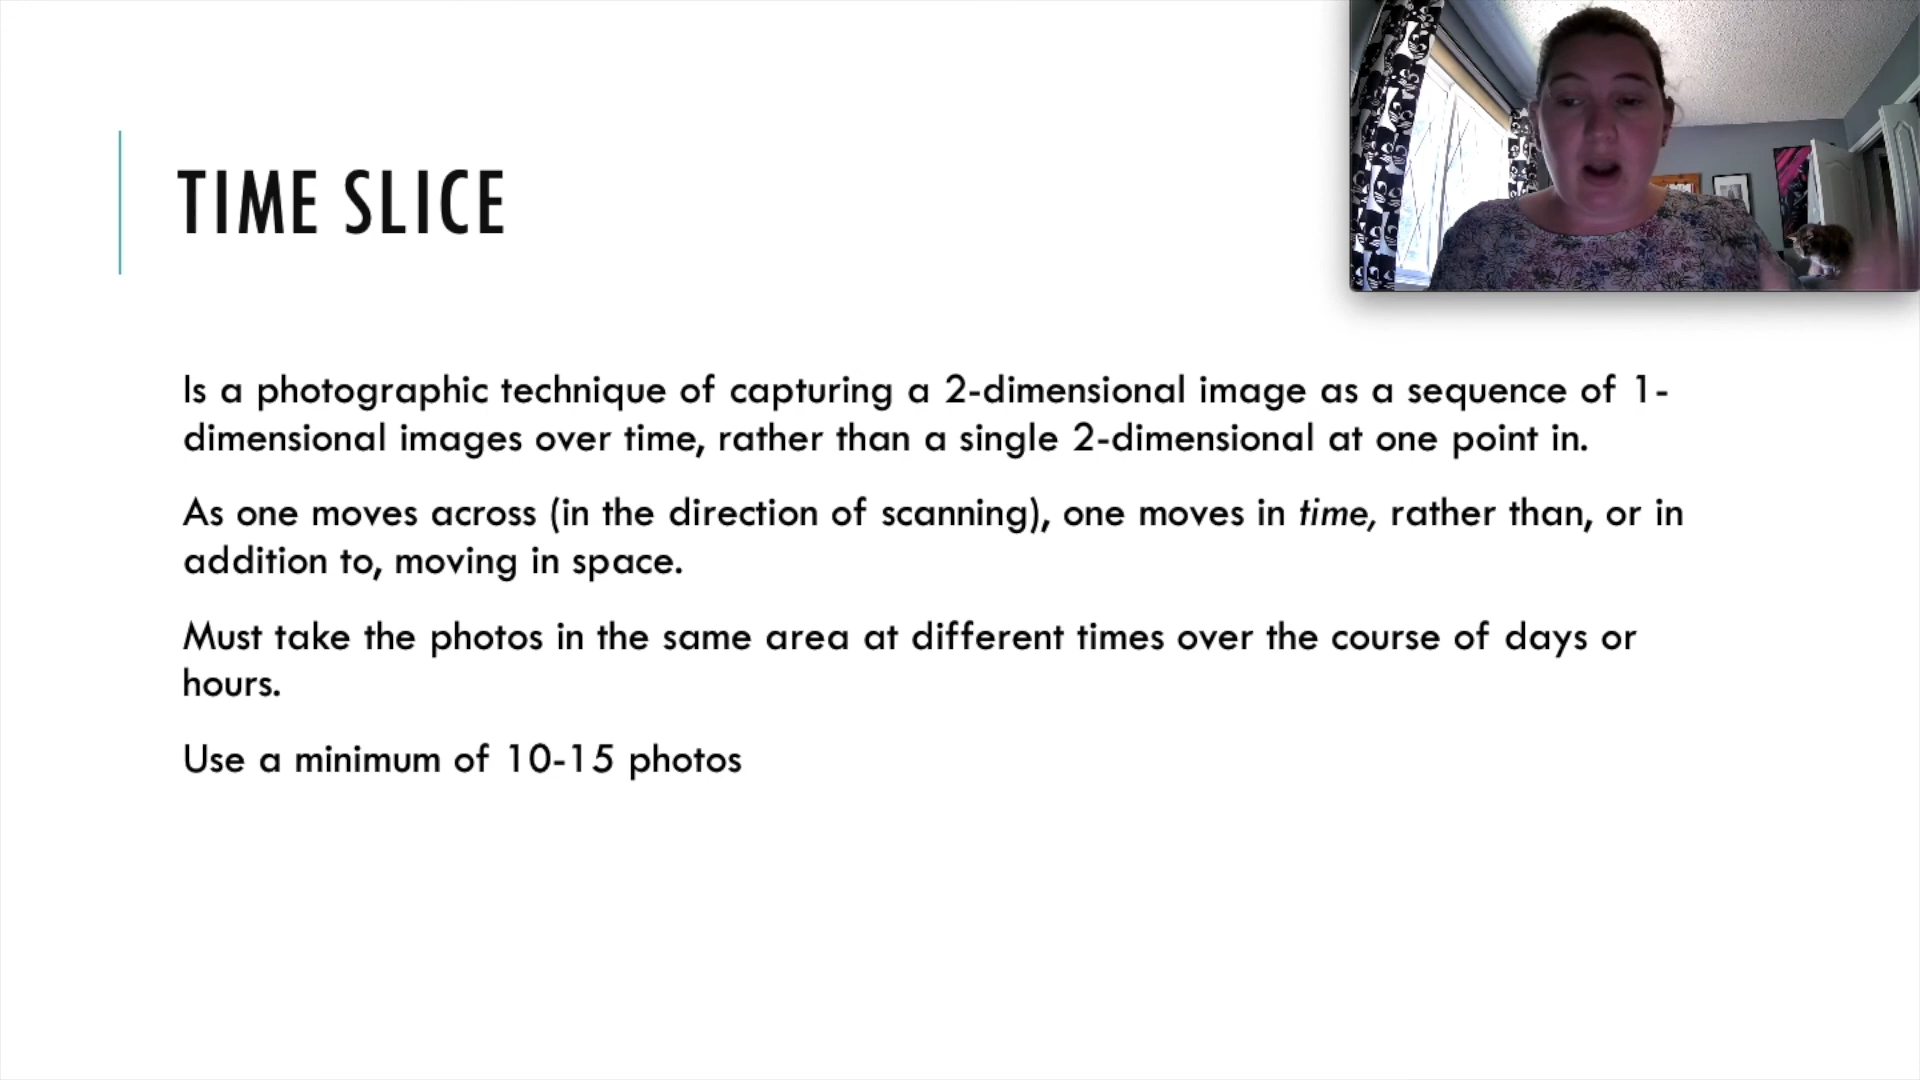 TIME SLICE
Is a photographic technique of capturing a 2-dimensional image as a sequence of 1-
dimensional images over time, rather than a single 2-dimensional at one point in.
As one moves across (in the direction of scanning), one moves in time, rather than, or in
addition to, moving in space.
Must take the photos in the same area at different times over the course of days or
hours.
Use a minimum of 10-15 photos